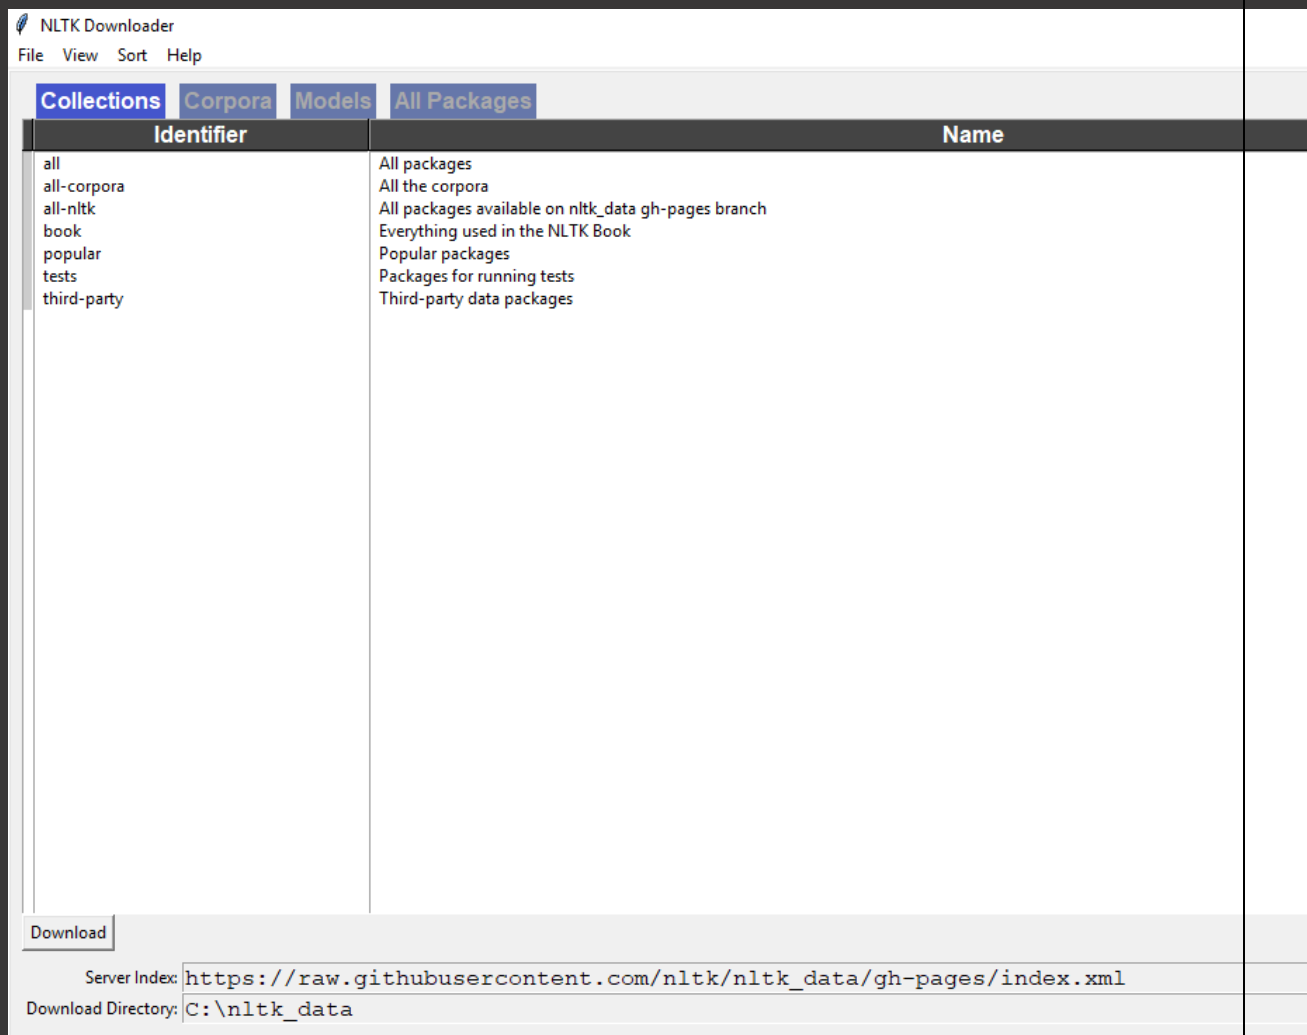 NLTK Downloader
File View Sort Help
Collections Corpora Models All Packages
Identifier Name
all All packages
all-corpora All the corpora
all-nltk All packages available on nltk_data gh-pages branch
book Everything used in the NLTK Book
popular Popular packages
tests Packages for running tests
third-party Third-party data packages
Download
Server Index: https://raw.githubusercontent.com/nltk/nltk_data/gh-pages/index.xml
Download Directory: C:\nltk_data